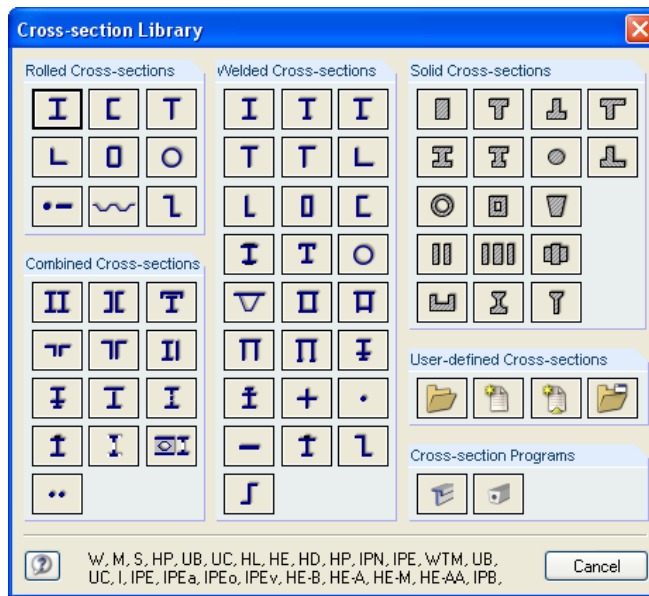 Cross-section Library
Rolled Cross-sections
Welded Cross-sections
Solid Cross-sections
Combined Cross-sections
User-defined Cross-sections
Cross-section Programs
W, M, S, HP, UB, UC, HL, HE, HD, HP, IPN, IPE, WTM, UB,
UC, I, IPE, IPEa, IPEo, IPEv, HE-B, HE-A, HE-M, HE-AA, IPB,
Cancel